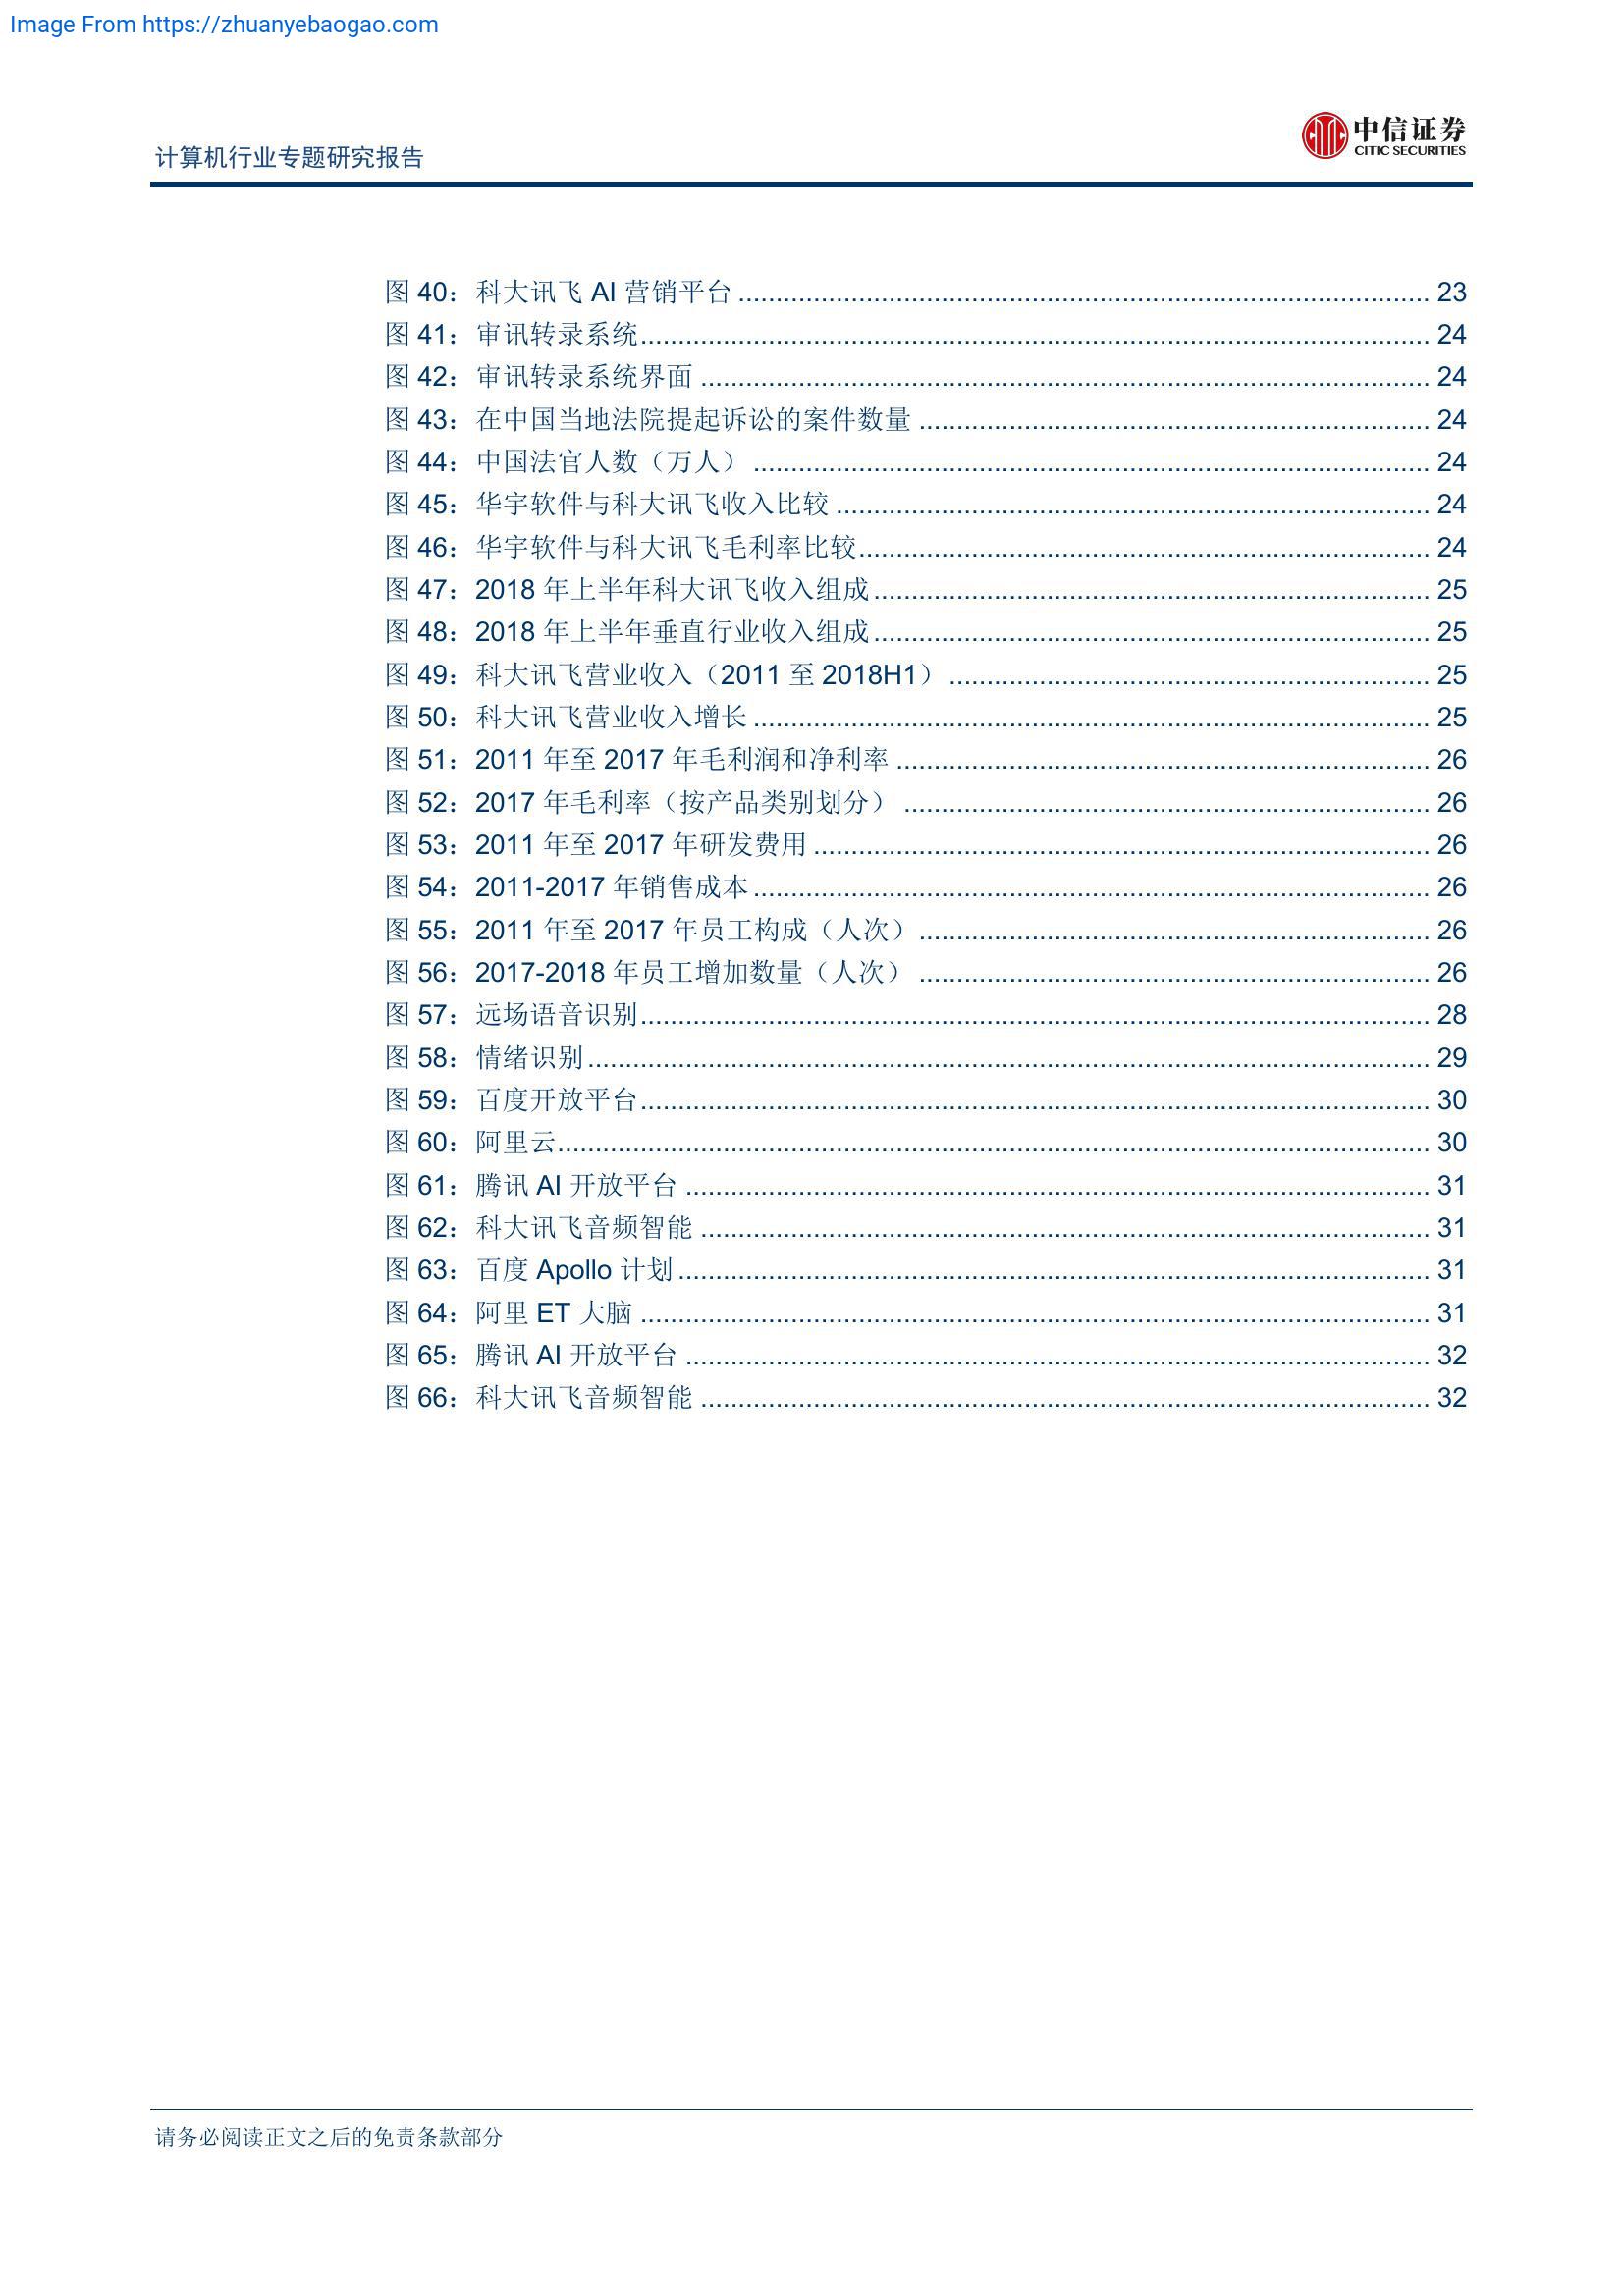 Image From https://zhuanyebaogao.com
中信证券
CITIC SECURITIES
计算机行业专题研究报告
图 40：科大讯飞 AI 营销平台 23
图 41：审讯转录系统 24
图 42：审讯转录系统界面 24
图 43：在中国当地法院提起诉讼的案件数量 24
图 44：中国法官人数（万人） 24
图 45：华宇软件与科大讯飞收入比较 24
图 46：华宇软件与科大讯飞毛利率比较 24
图 47：2018 年上半年科大讯飞收入组成 25
图 48：2018 年上半年垂直行业收入组成 25
图 49：科大讯飞营业收入（2011 至 2018H1） 25
图 50：科大讯飞营业收入增长 25
图 51：2011 年至 2017 年毛利润和净利率 26
图 52：2017 年毛利率（按产品类别划分） 26
图 53：2011 年至 2017 年研发费用 26
图 54：2011-2017 年销售成本 26
图 55：2011 年至 2017 年员工构成（人次） 26
图 56：2017-2018 年员工增加数量（人次） 26
图 57：远场语音识别 28
图 58：情绪识别 29
图 59：百度开放平台 30
图 60：阿里云 30
图 61：腾讯 AI 开放平台 31
图 62：科大讯飞音频智能 31
图 63：百度 Apollo 计划 31
图 64：阿里 ET 大脑 31
图 65：腾讯 AI 开放平台 32
图 66：科大讯飞音频智能 32
请务必阅读正文之后的免责条款部分